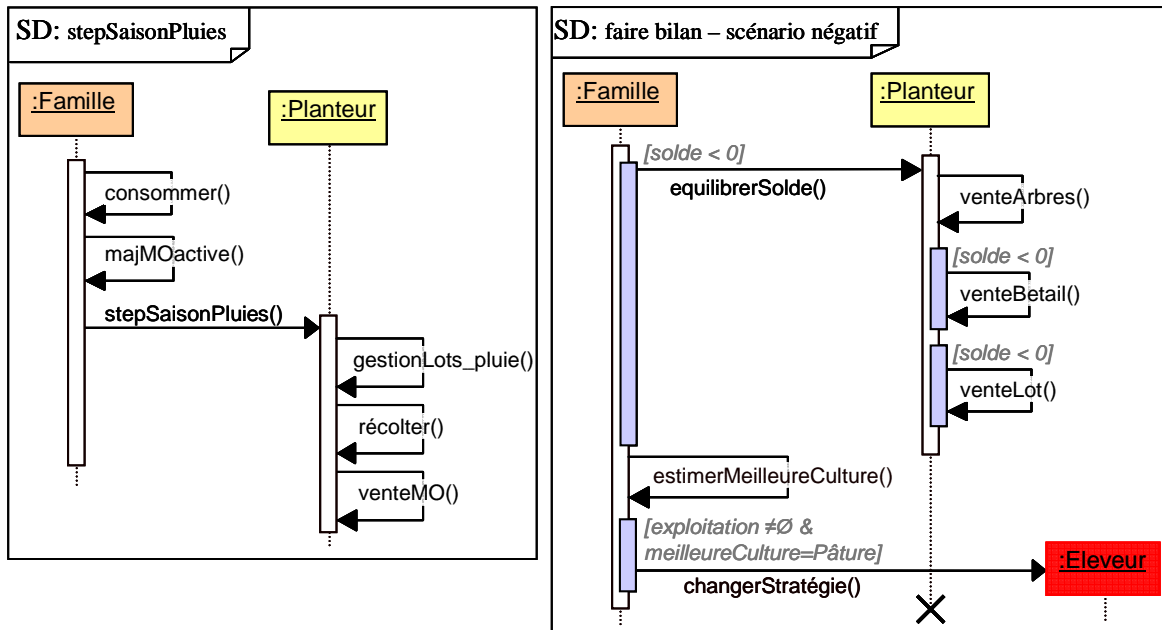 SD: stepSaisonPluies
:Famille
:Planteur
consommer()
majMOactive()
stepSaisonPluies()
gestionLots_pluie()
récolter()
venteMO()
SD: faire bilan – scénario négatif
:Famille
:Planteur
[solde < 0]
equilibrerSolde()
venteArbres()
[solde < 0]
venteBetail()
[solde < 0]
venteLot()
estimerMeilleureCulture()
[exploitation ≠Ø &
meilleureCulture=Pâture]
changerStratégie()
:Eleveur